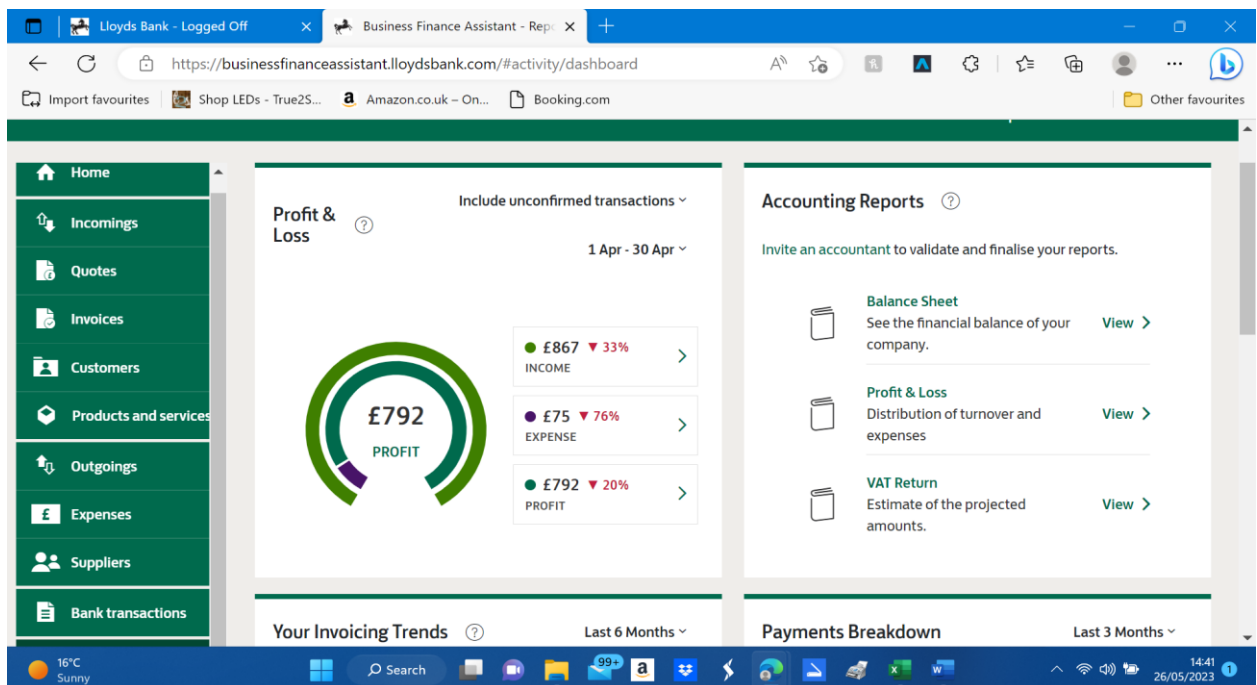 Lloyds Bank - Logged Off
Business Finance Assistant - Repo
https://businessfinanceassistant.lloydsbank.com/#activity/dashboard
Import favourites
Shop LEDs - True2S...
Amazon.co.uk – On...
Booking.com
Other favourites
Home
Incomings
Quotes
Invoices
Customers
Products and services
Outgoings
Expenses
Suppliers
Bank transactions
Profit &
Loss
Include unconfirmed transactions
1 Apr - 30 Apr
£792
PROFIT
£867 ▼ 33%
INCOME
£75 ▼ 76%
EXPENSE
£792 ▼ 20%
PROFIT
Accounting Reports
Invite an accountant to validate and finalise your reports.
Balance Sheet
See the financial balance of your
company.
View
Profit & Loss
Distribution of turnover and
expenses
View
VAT Return
Estimate of the projected
amounts.
View
Your Invoicing Trends
Last 6 Months
Payments Breakdown
Last 3 Months
16°C
Sunny
Search
99+
14:41
26/05/2023
1